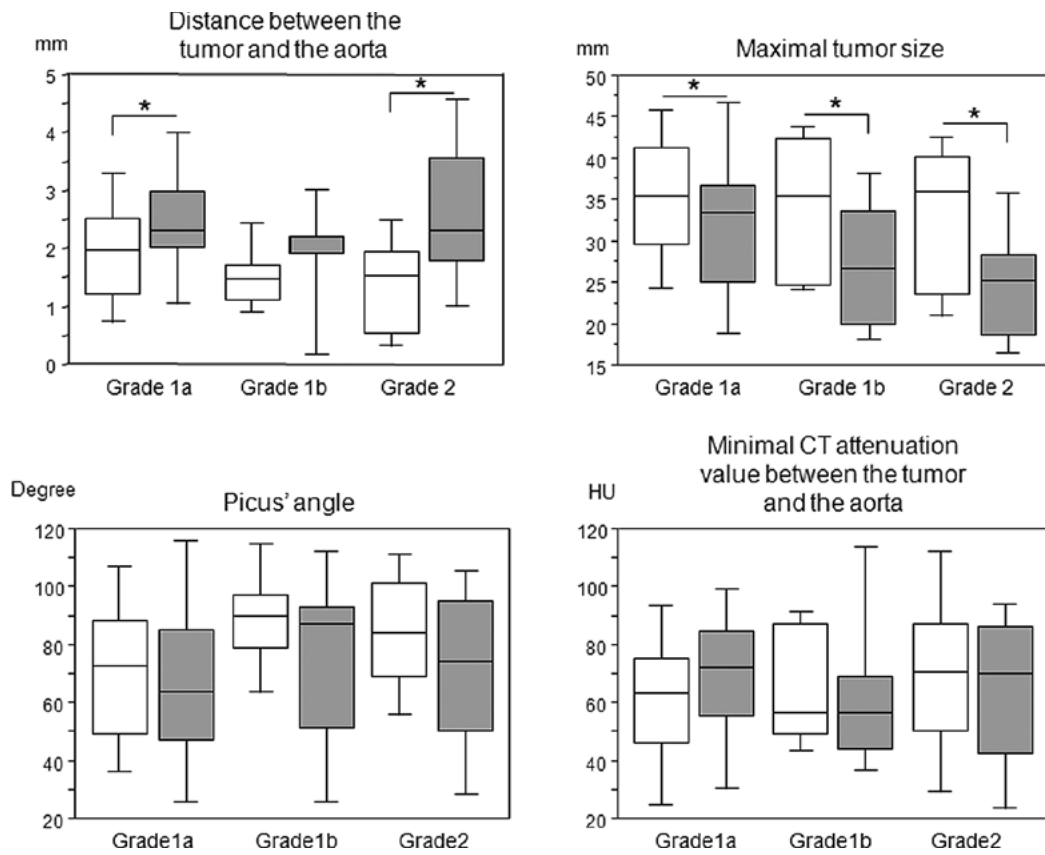 Distance between the
tumor and the aorta
mm
5
4
3
2
1
0
*
*
Grade 1a
Grade 1b
Grade 2
Maximal tumor size
mm
50
45
40
35
30
25
20
15
*
*
*
Grade 1a
Grade 1b
Grade 2
Picus' angle
Degree
120
100
80
60
40
20
Grade1a
Grade1b
Grade2
Minimal CT attenuation
value between the tumor
and the aorta
HU
120
100
80
60
40
20
Grade1a
Grade1b
Grade2